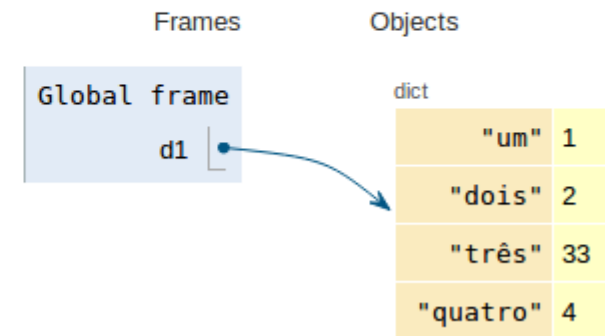 Frames Objects
Global frame
d1
dict
"um" 1
"dois" 2
"três" 33
"quatro" 4